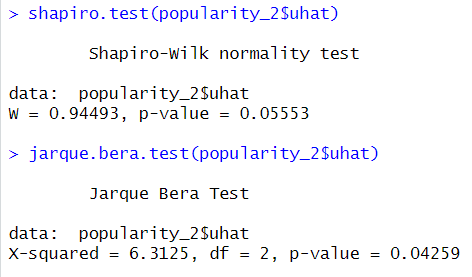 > shapiro.test(popularity_2$uhat)
Shapiro-Wilk normality test
data:  popularity_2$uhat
W = 0.94493, p-value = 0.05553
> jarque.bera.test(popularity_2$uhat)
Jarque Bera Test
data:  popularity_2$uhat
X-squared = 6.3125, df = 2, p-value = 0.04259